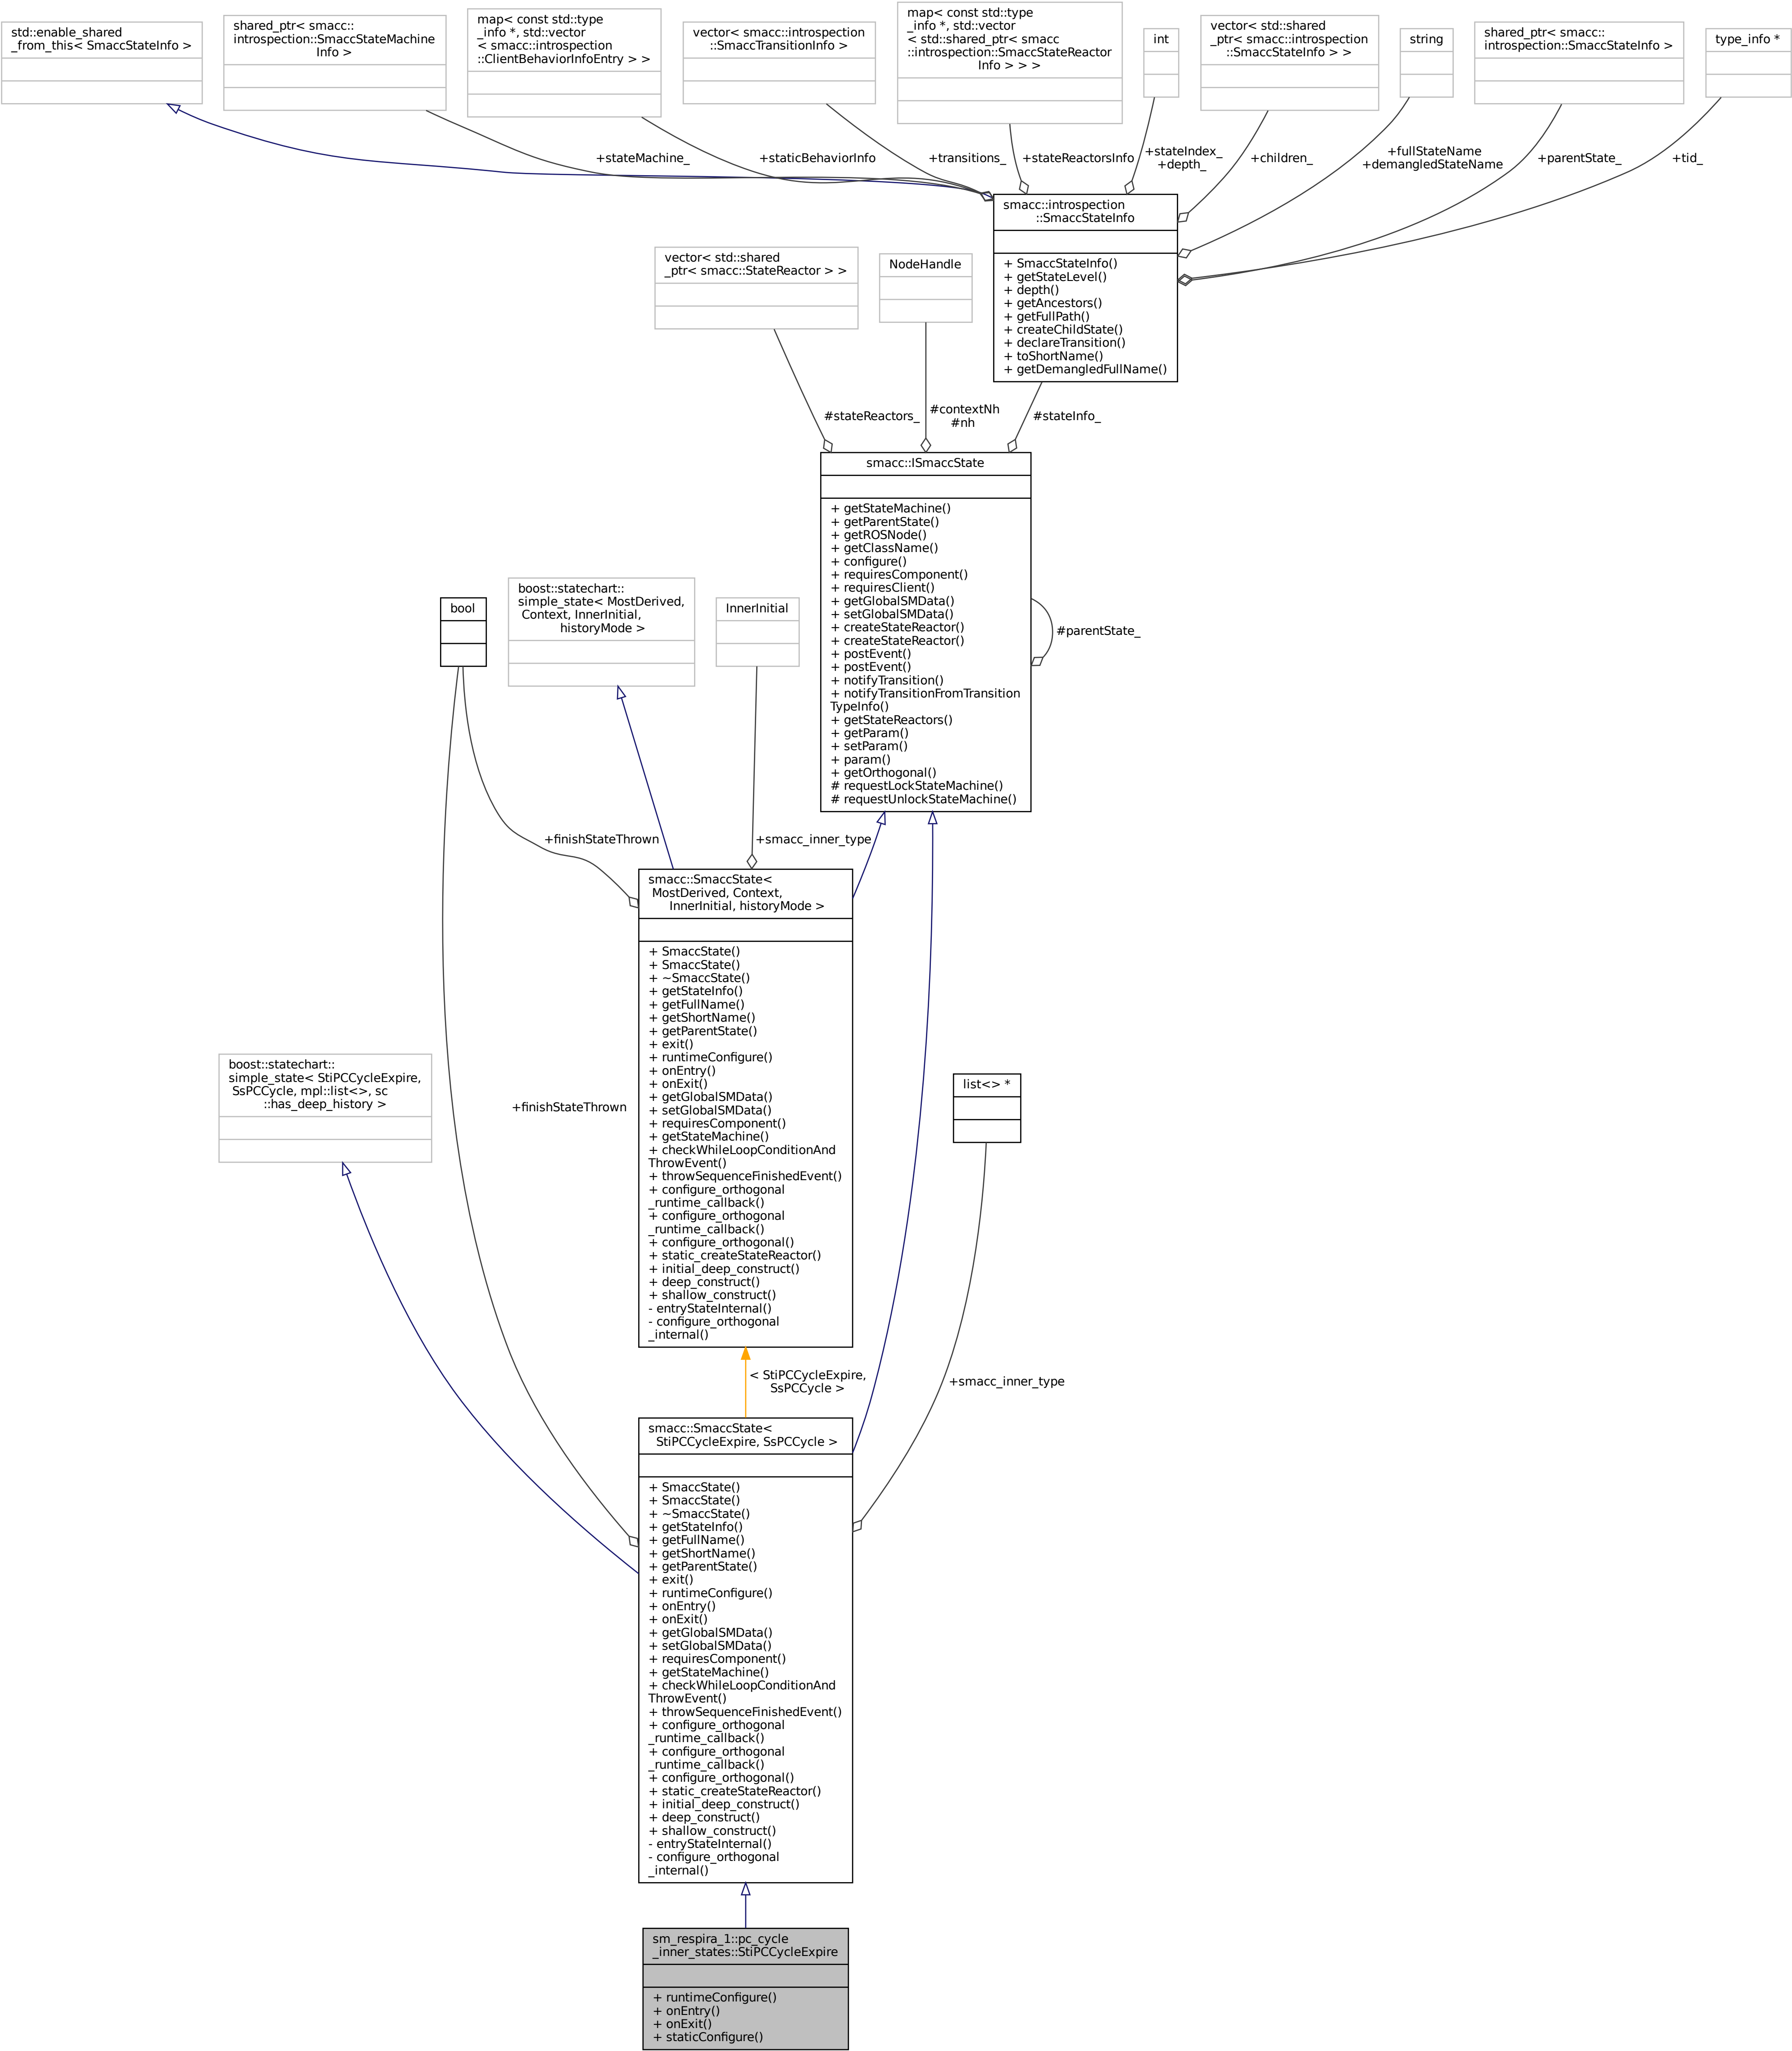 std::enable_shared
_from_this< SmaccStateInfo >
shared_ptr< smacc::
introspection::SmaccStateMachine
Info >
map< const std::type
_info *, std::vector
< smacc::introspection
::ClientBehaviorInfoEntry > >
vector< smacc::introspection
::SmaccTransitionInfo >
map< const std::type
_info *, std::vector
< std::shared_ptr< smacc
::introspection::SmaccStateReactor
Info > > >
int
vector< std::shared
_ptr< smacc::introspection
::SmaccStateInfo > >
string
shared_ptr< smacc::
introspection::SmaccStateInfo >
type_info *
+stateMachine_
+staticBehaviorInfo
+transitions_
+stateReactorsInfo
+stateIndex_
+depth_
+children_
+fullStateName
+demangledStateName
+parentState_
+tid_
smacc::introspection
::SmaccStateInfo
+ SmaccStateInfo()
+ getStateLevel()
+ depth()
+ getAncestors()
+ getFullPath()
+ createChildState()
+ declareTransition()
+ toShortName()
+ getDemangledFullName()
vector< std::shared
_ptr< smacc::StateReactor > >
NodeHandle
#stateReactors_
#contextNh
#nh
#stateInfo_
smacc::ISmaccState
+ getStateMachine()
+ getParentState()
+ getROSNode()
+ getClassName()
+ configure()
+ requiresComponent()
+ requiresClient()
+ getGlobalSMData()
+ setGlobalSMData()
+ createStateReactor()
+ createStateReactor()
+ postEvent()
+ postEvent()
+ notifyTransition()
+ notifyTransitionFromTransition
TypeInfo()
+ getStateReactors()
+ getParam()
+ setParam()
+ param()
+ getOrthogonal()
# requestLockStateMachine()
# requestUnlockStateMachine()
#parentState_
bool
boost::statechart::
simple_state< MostDerived,
Context, InnerInitial,
historyMode >
InnerInitial
+finishStateThrown
+smacc_inner_type
smacc::SmaccState<
MostDerived, Context,
InnerInitial, historyMode >
+ SmaccState()
+ SmaccState()
+ ~SmaccState()
+ getStateInfo()
+ getFullName()
+ getShortName()
+ getParentState()
+ exit()
+ runtimeConfigure()
+ onEntry()
+ onExit()
+ getGlobalSMData()
+ setGlobalSMData()
+ requiresComponent()
+ getStateMachine()
+ checkWhileLoopConditionAnd
ThrowEvent()
+ throwSequenceFinishedEvent()
+ configure_orthogonal
_runtime_callback()
+ configure_orthogonal
_runtime_callback()
+ configure_orthogonal()
+ static_createStateReactor()
+ initial_deep_construct()
+ deep_construct()
+ shallow_construct()
- entryStateInternal()
- configure_orthogonal
_internal()
boost::statechart::
simple_state< StiPCCycleExpire,
SsPCCycle, mpl::list<>, sc
::has_deep_history >
+finishStateThrown
list<> *
< StiPCCycleExpire,
SsPCCycle >
+smacc_inner_type
smacc::SmaccState<
StiPCCycleExpire, SsPCCycle >
+ SmaccState()
+ SmaccState()
+ ~SmaccState()
+ getStateInfo()
+ getFullName()
+ getShortName()
+ getParentState()
+ exit()
+ runtimeConfigure()
+ onEntry()
+ onExit()
+ getGlobalSMData()
+ setGlobalSMData()
+ requiresComponent()
+ getStateMachine()
+ checkWhileLoopConditionAnd
ThrowEvent()
+ throwSequenceFinishedEvent()
+ configure_orthogonal
_runtime_callback()
+ configure_orthogonal
_runtime_callback()
+ configure_orthogonal()
+ static_createStateReactor()
+ initial_deep_construct()
+ deep_construct()
+ shallow_construct()
- entryStateInternal()
- configure_orthogonal
_internal()
sm_respira_1::pc_cycle
_inner_states::StiPCCycleExpire
+ runtimeConfigure()
+ onEntry()
+ onExit()
+ staticConfigure()